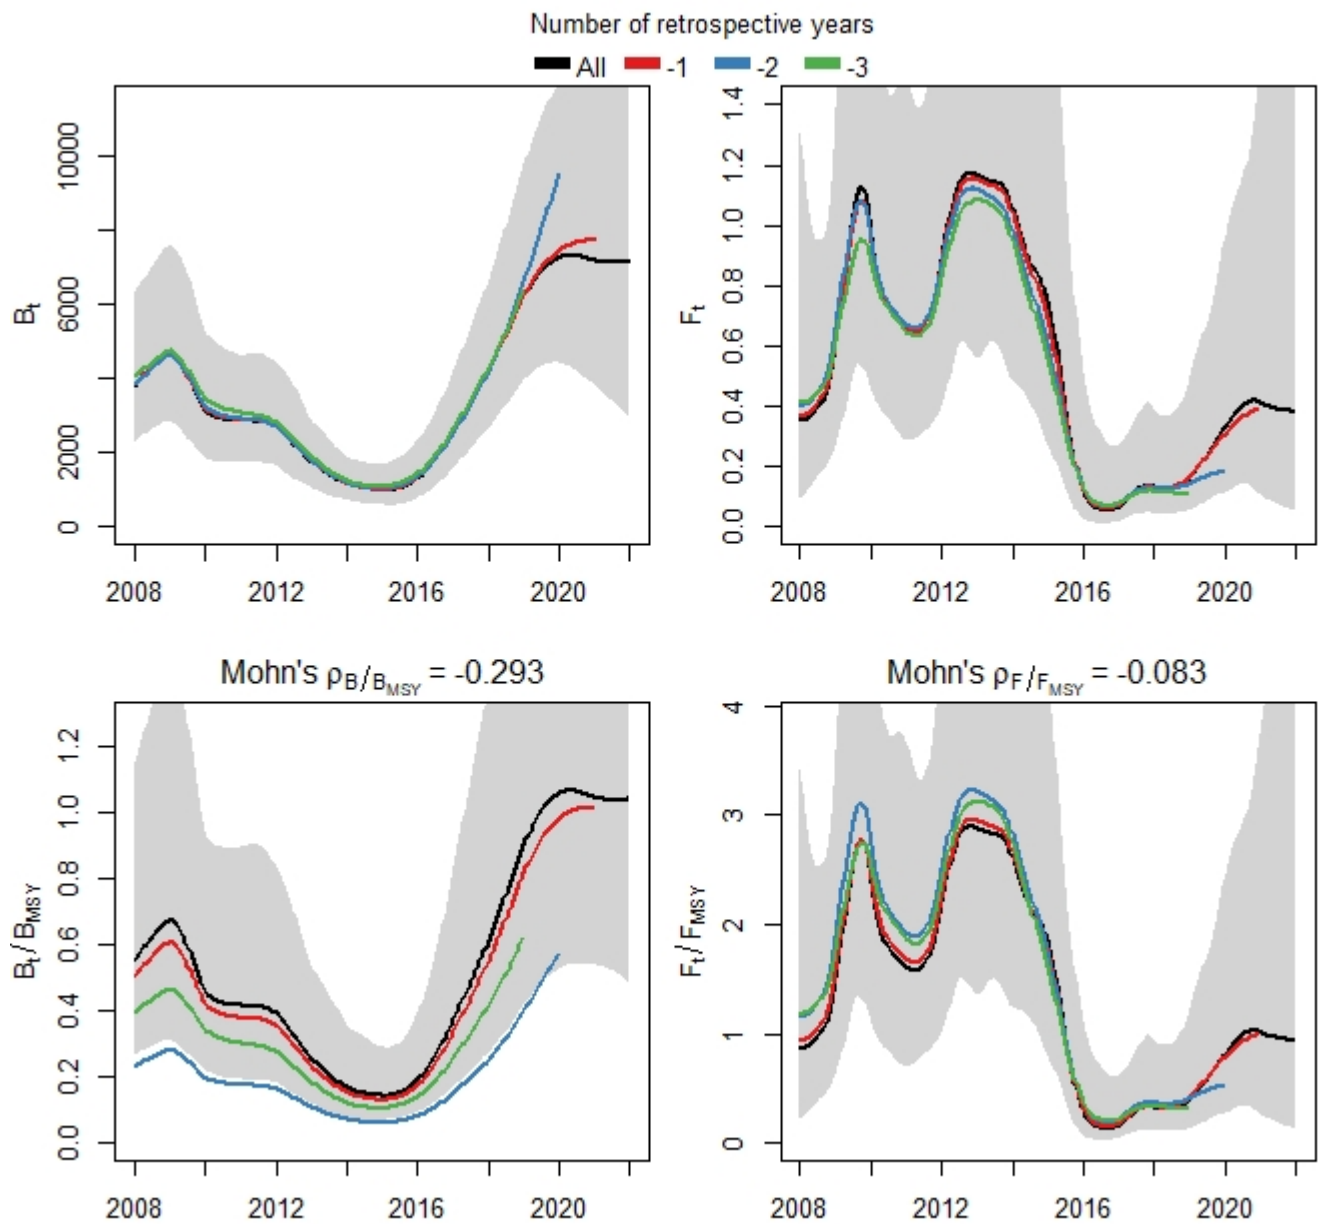 Number of retrospective years
All -1 -2 -3
Bt
0 2000 6000 10000
2008 2012 2016 2020
Ft
0.0 0.2 0.4 0.6 0.8 1.0 1.2 1.4
2008 2012 2016 2020
Mohn's ρB/BMSY = -0.293
Bt/BMSY
0.0 0.2 0.4 0.6 0.8 1.0 1.2
2008 2012 2016 2020
Mohn's ρF/FMSY = -0.083
Ft/FMSY
0 1 2 3 4
2008 2012 2016 2020